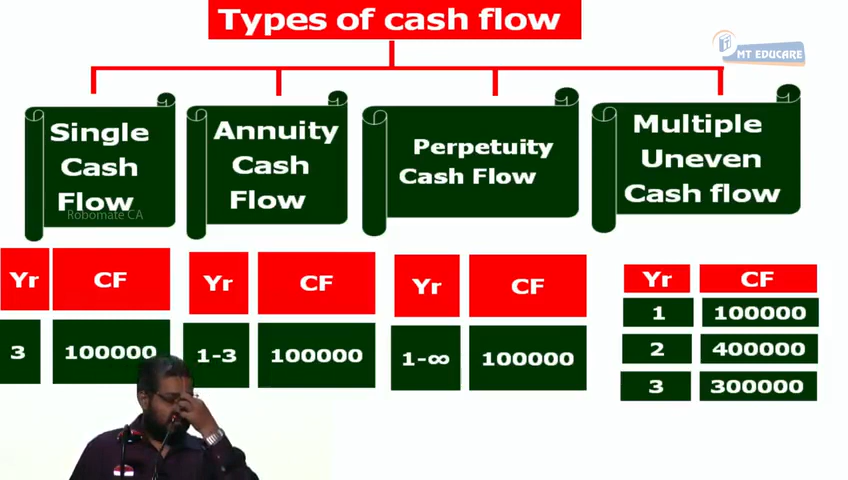 Types of cash flow
MT EDUCARE
Single
Cash
Flow
Robomate CA
Annuity
Cash
Flow
Perpetuity
Cash Flow
Multiple
Uneven
Cash flow
Yr CF
3 100000
Yr CF
1-3 100000
Yr CF
1-∞ 100000
Yr CF
1 100000
2 400000
3 300000